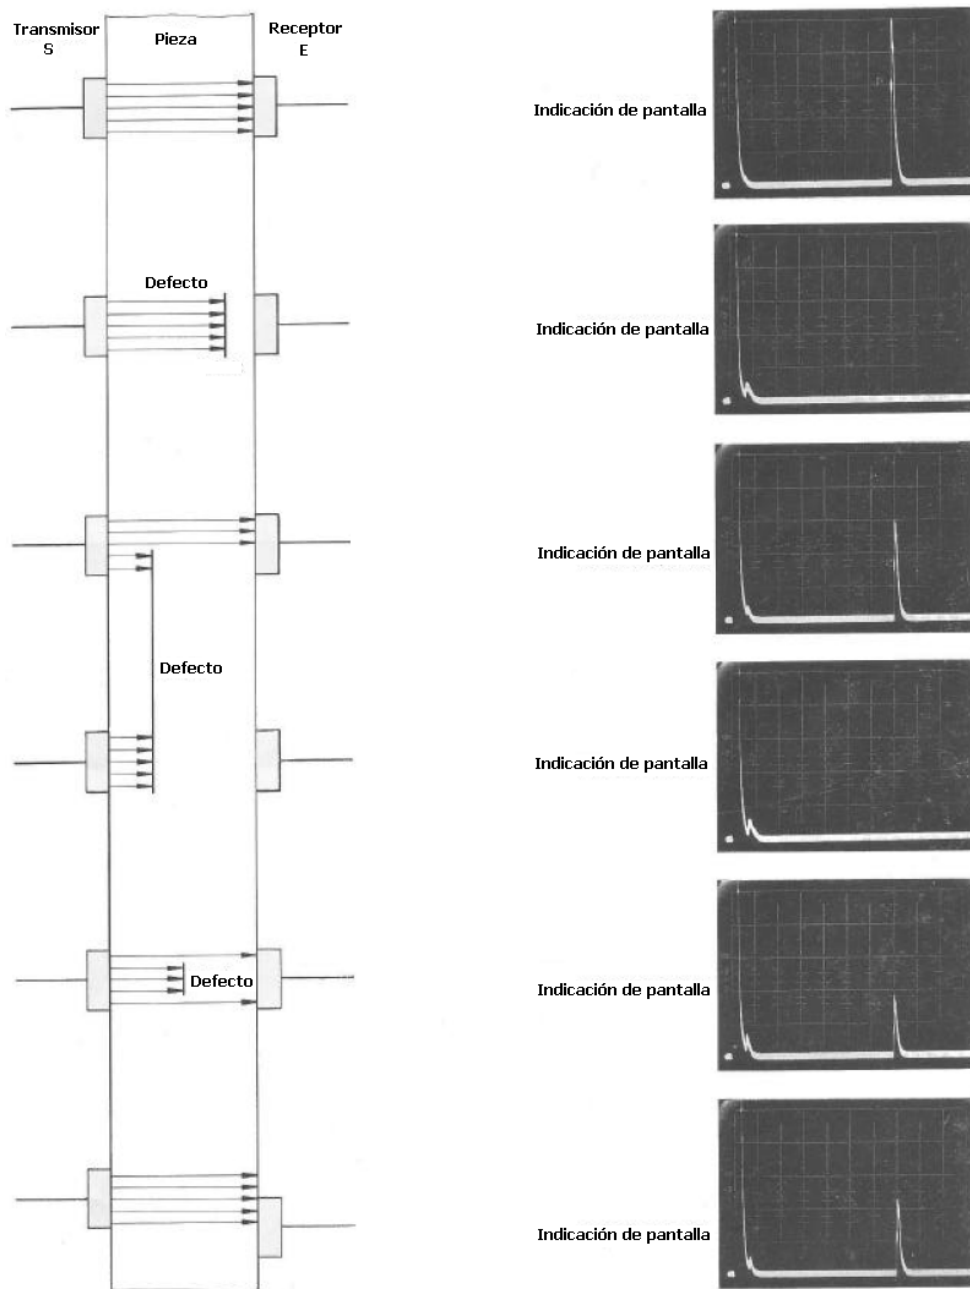 Transmisor
S
Pieza
Receptor
E
Indicación de pantalla
Defecto
Indicación de pantalla
Indicación de pantalla
Defecto
Indicación de pantalla
Defecto
Indicación de pantalla
Indicación de pantalla